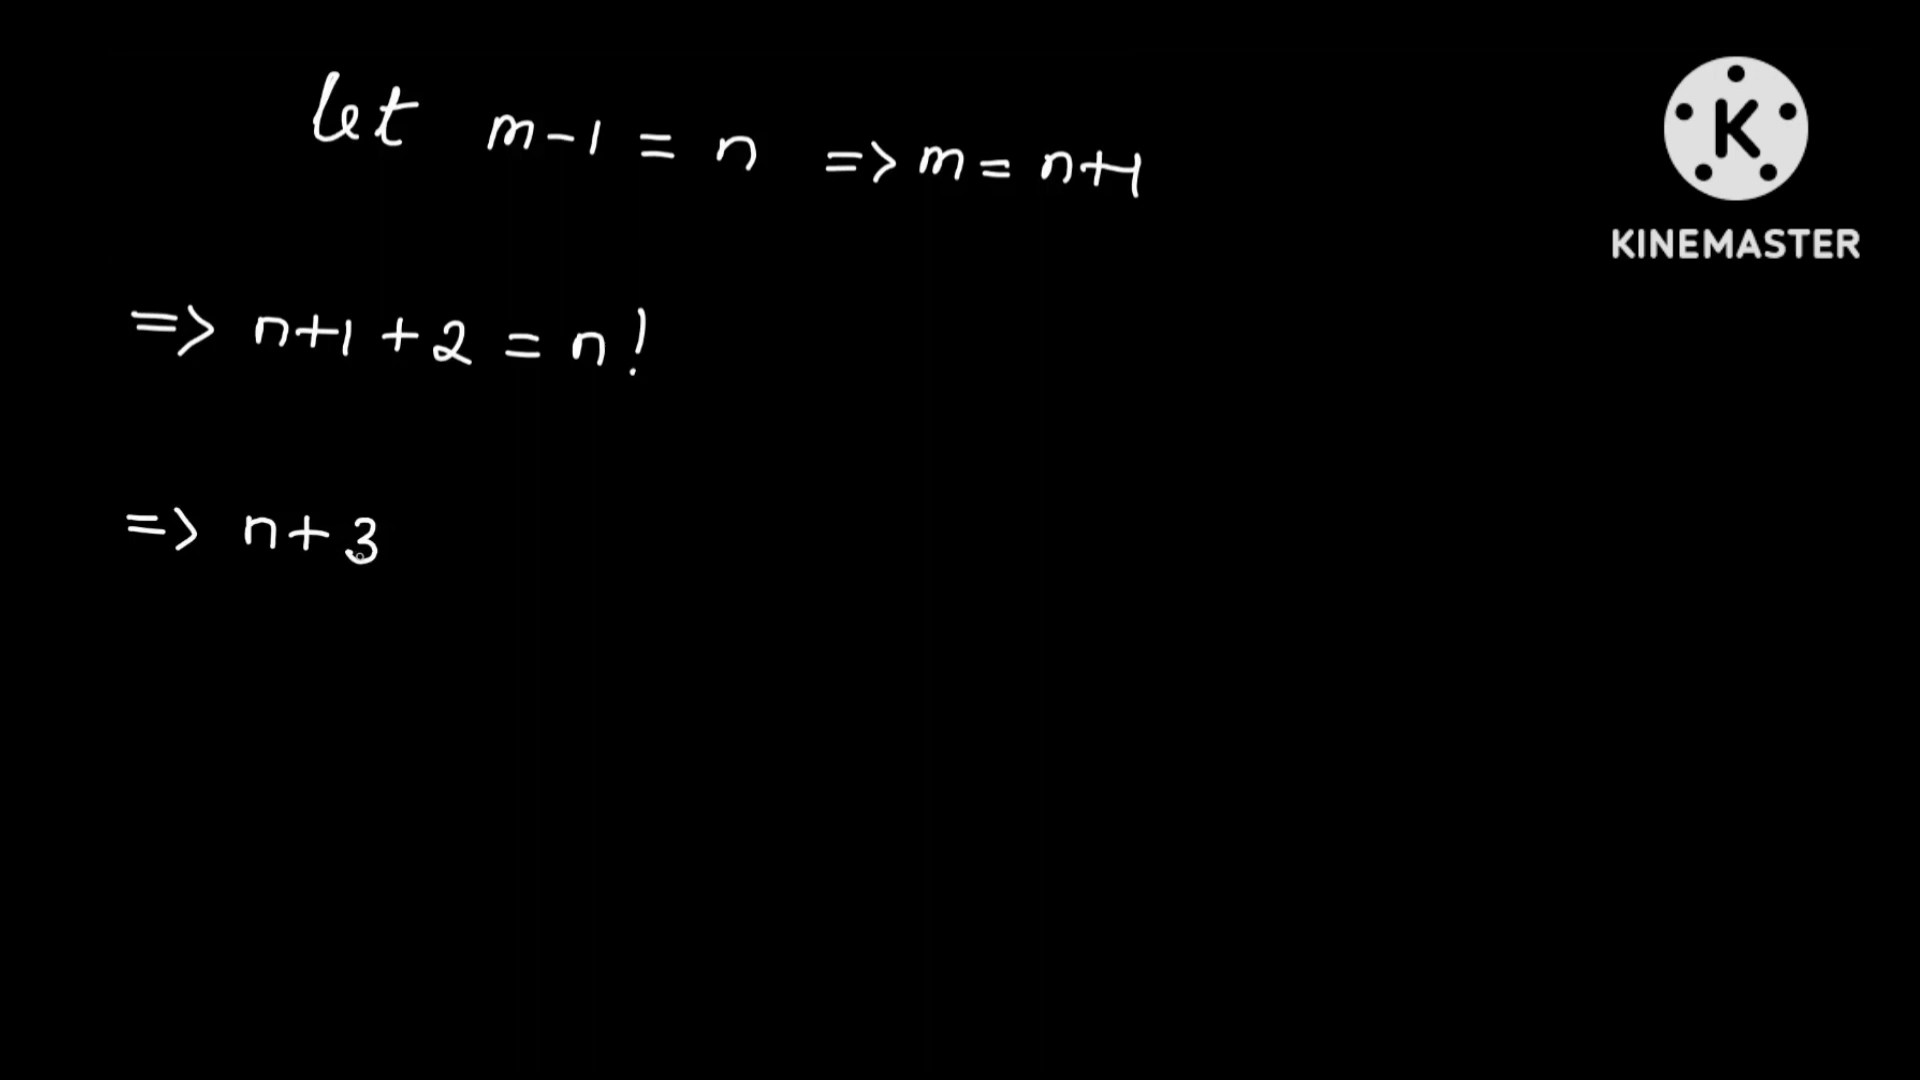 let m-1 = n => m = n+1
K
KINEMASTER
=> n+1 + 2 = n!
=> n+3